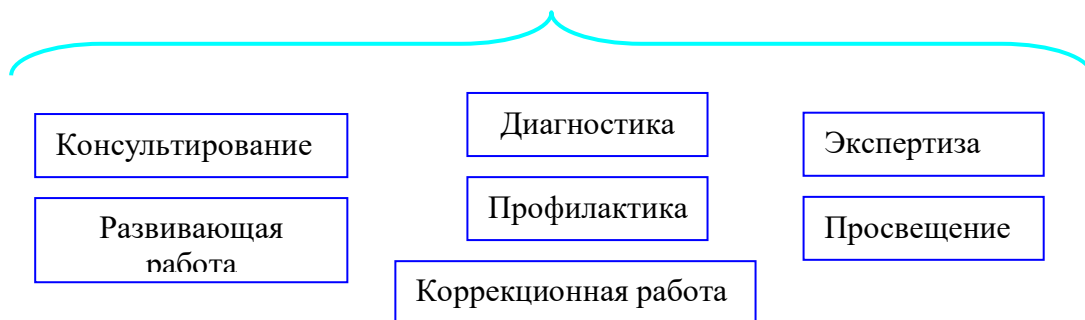 Консультирование
Диагностика
Экспертиза
Развивающая
работа
Профилактика
Просвещение
Коррекционная работа